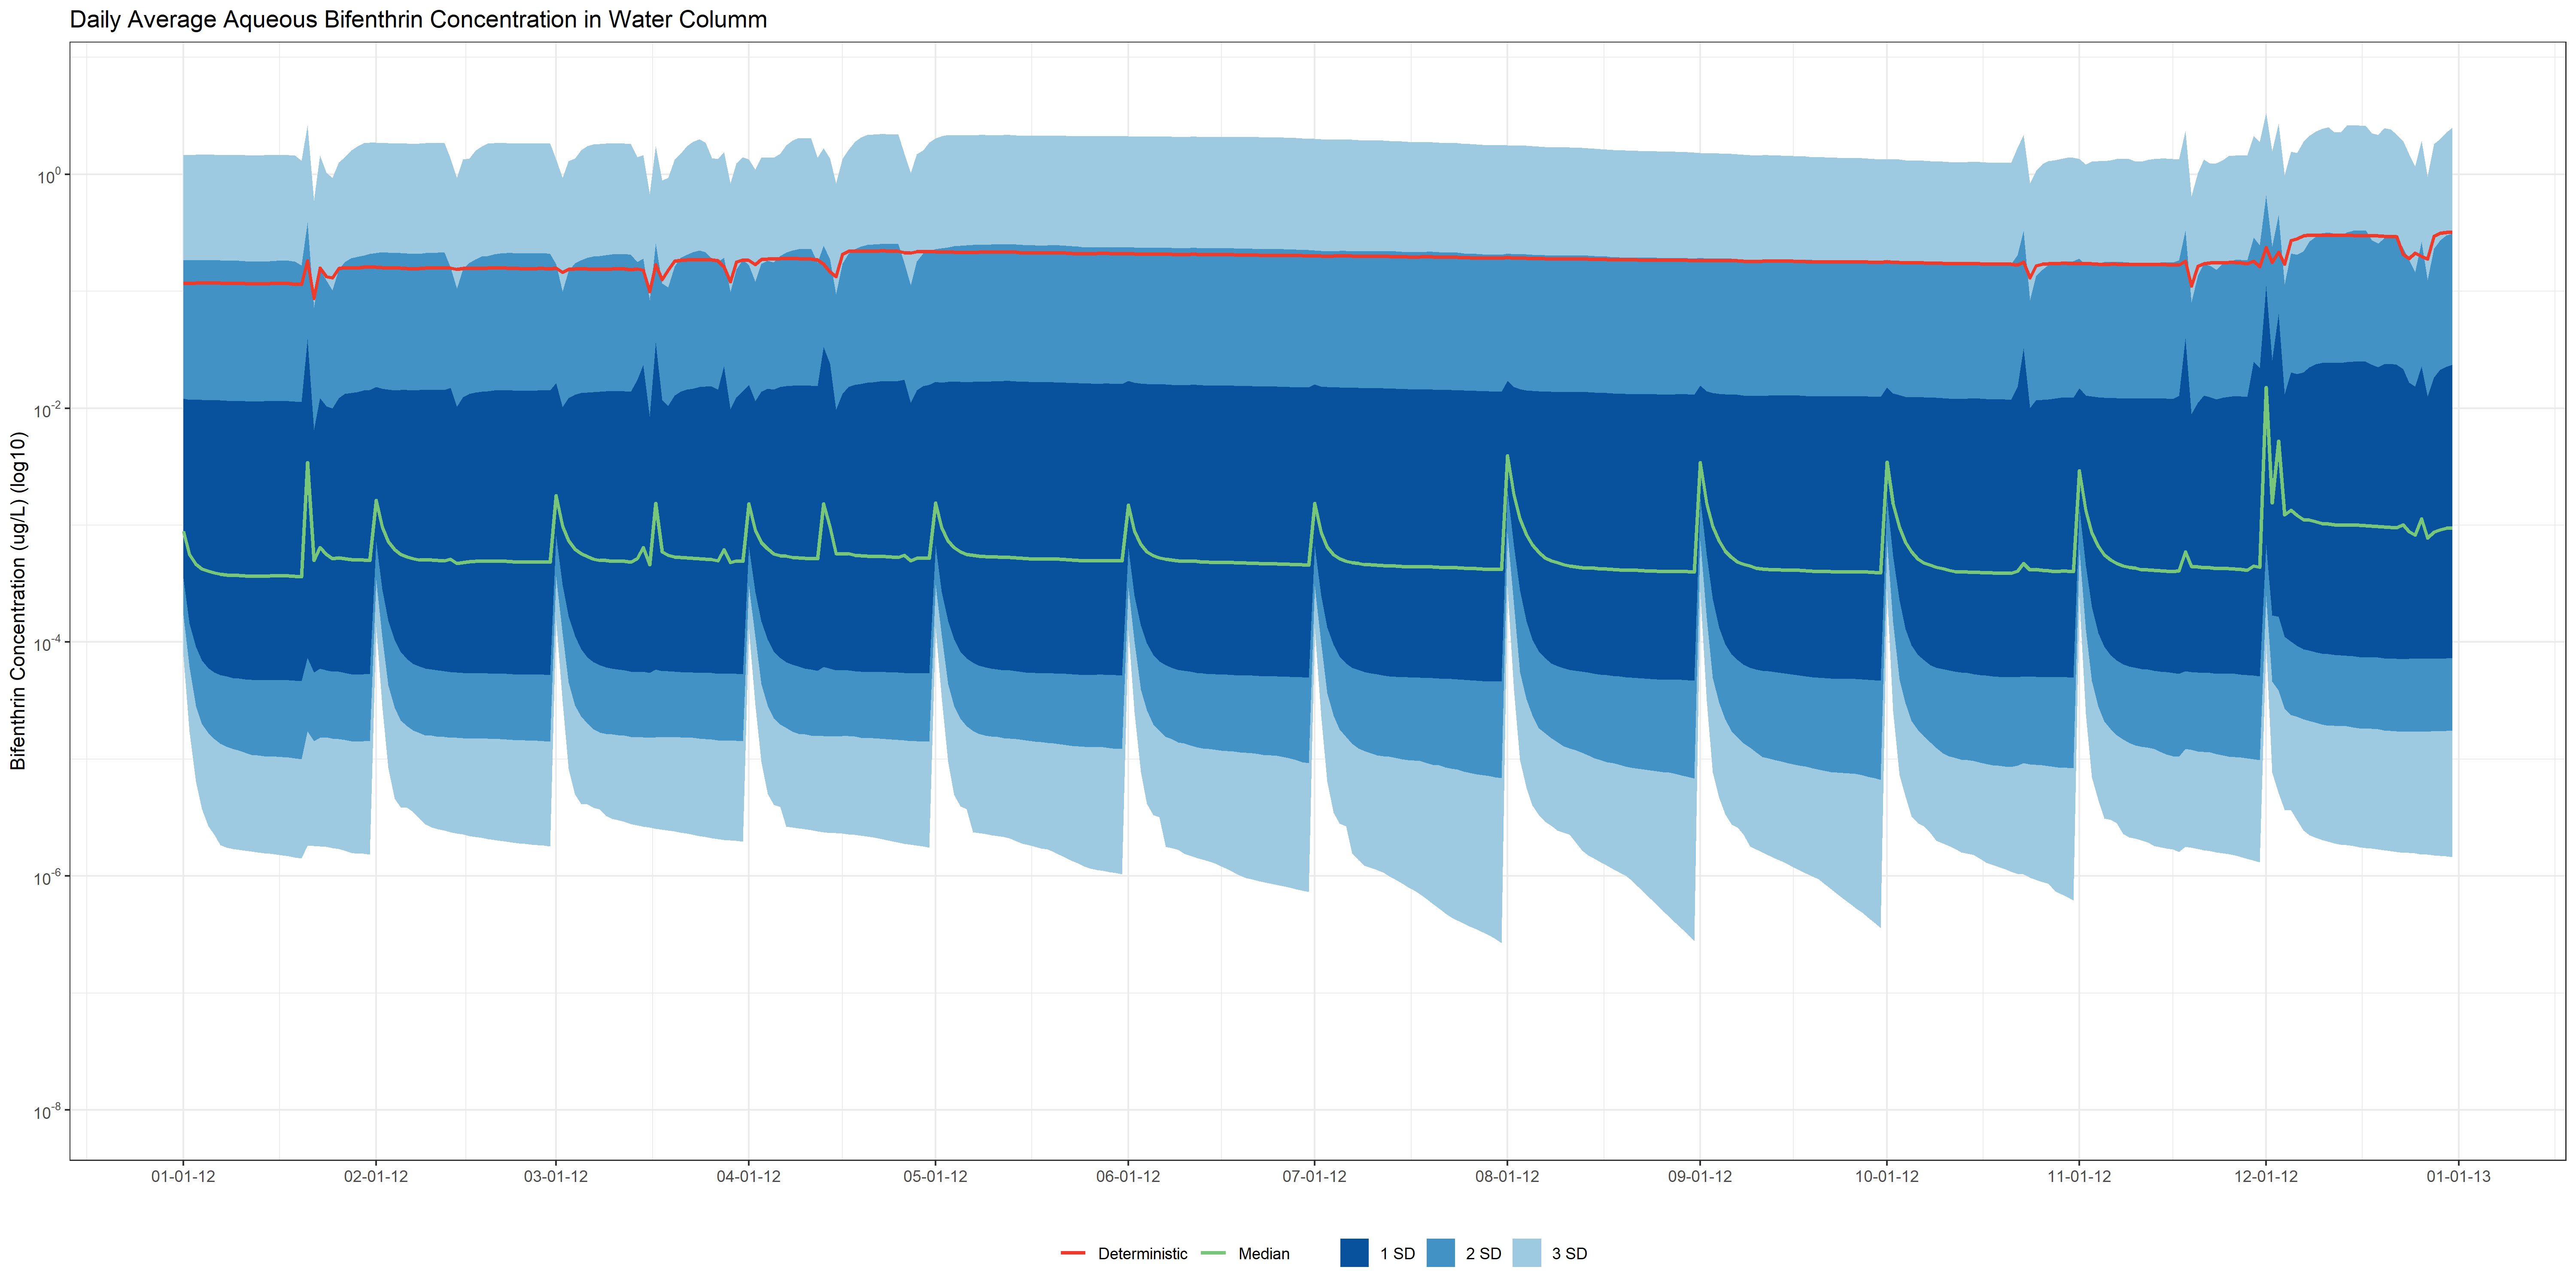 Daily Average Aqueous Bifenthrin Concentration in Water Columm
Bifenthrin Concentration (ug/L) (log10)
10⁰
10⁻²
10⁻⁴
10⁻⁶
10⁻⁸
01-01-12 02-01-12 03-01-12 04-01-12 05-01-12 06-01-12 07-01-12 08-01-12 09-01-12 10-01-12 11-01-12 12-01-12 01-01-13
Deterministic Median 1 SD 2 SD 3 SD